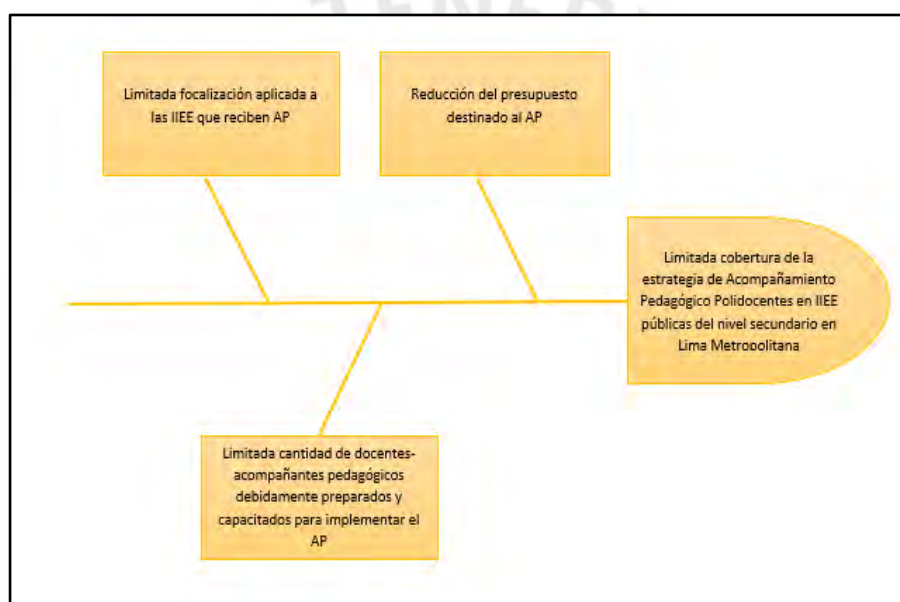 Limitada focalización aplicada a
las IIEE que reciben AP
Reducción del presupuesto
destinado al AP
Limitada cobertura de la
estrategia de Acompañamiento
Pedagógico Polidocentes en IIEE
públicas del nivel secundario en
Lima Metropolitana
Limitada cantidad de docentes-
acompañantes pedagógicos
debidamente preparados y
capacitados para implementar el
AP